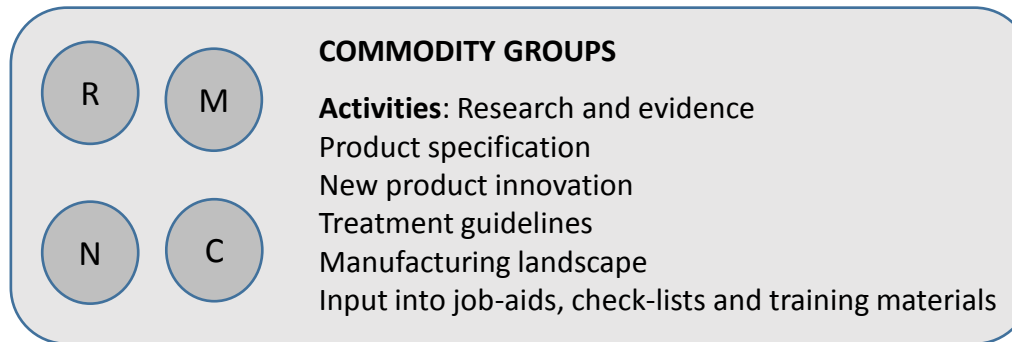 R
M
N
C
COMMODITY GROUPS
Activities: Research and evidence
Product specification
New product innovation
Treatment guidelines
Manufacturing landscape
Input into job-aids, check-lists and training materials